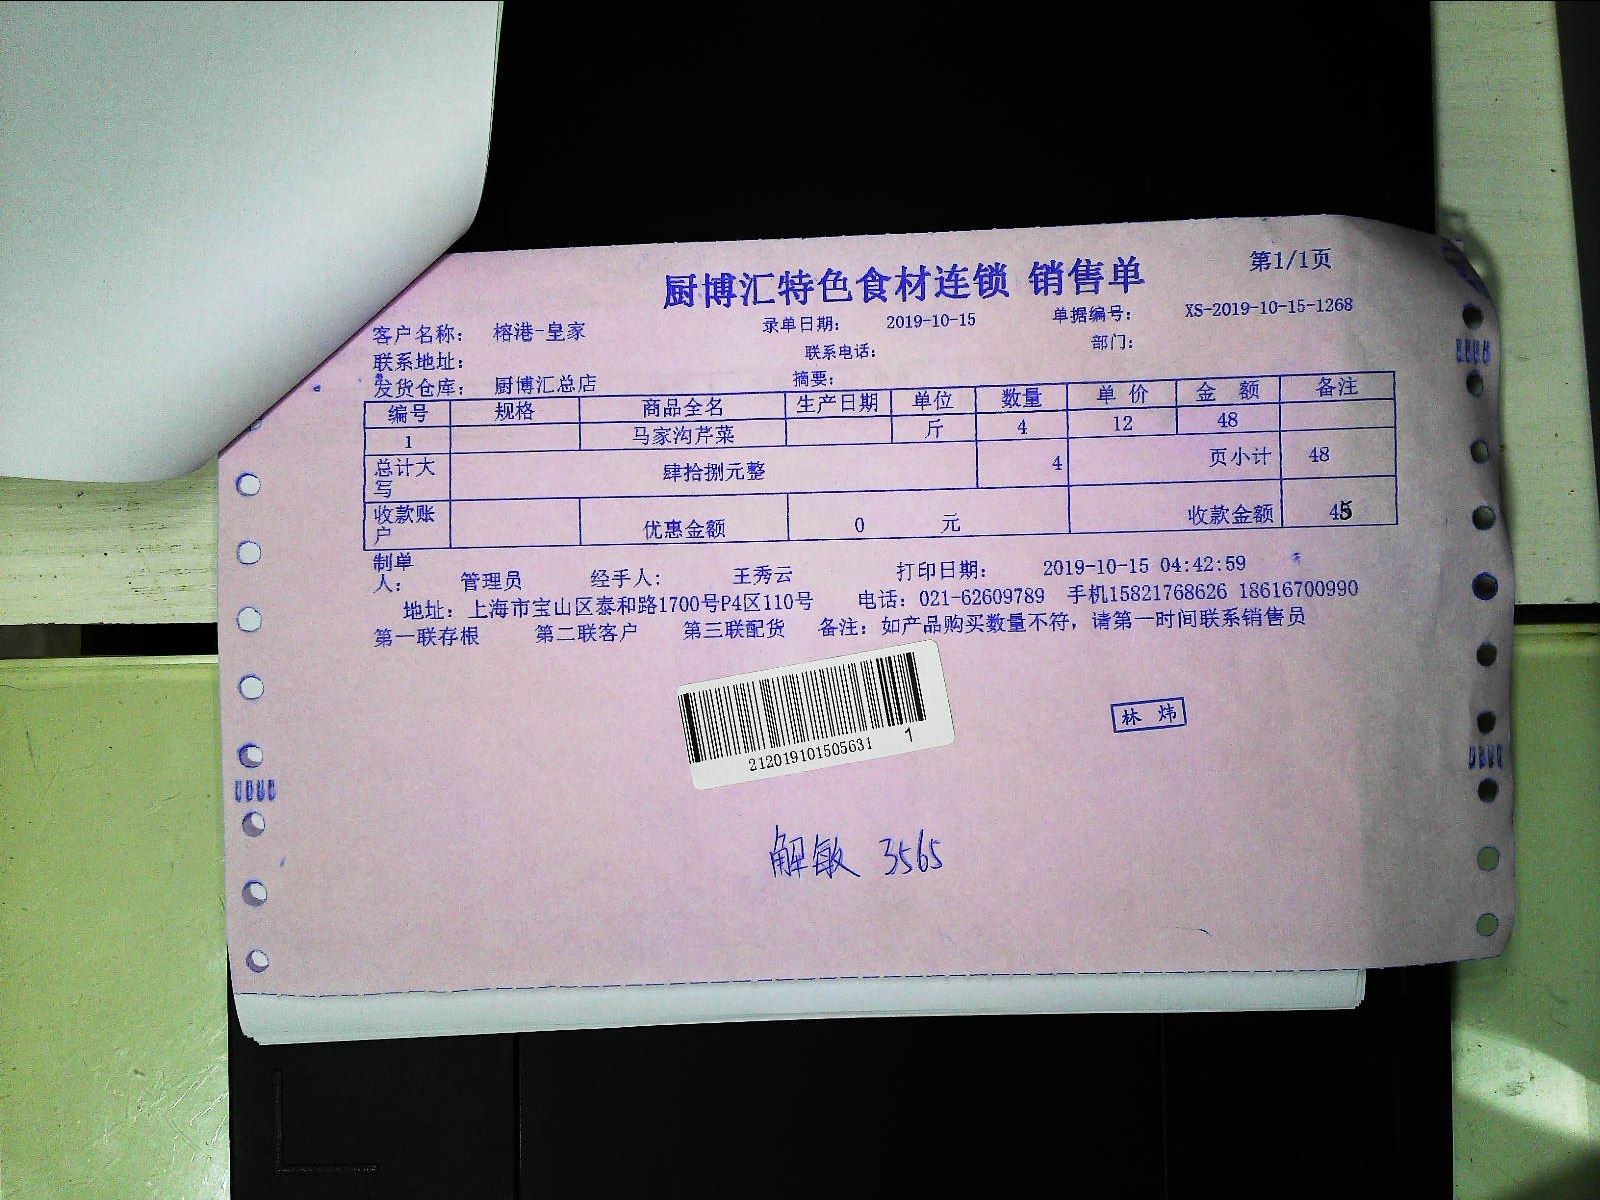 厨博汇特色食材连锁 销售单 第1/1页
客户名称： 榕港-皇家 录单日期： 2019-10-15 单据编号： XS-2019-10-15-1268
联系地址： 联系电话： 部门：
发货仓库： 厨博汇总店 摘要：
编号 规格 商品全名 生产日期 单位 数量 单 价 金 额 备注
1 马家沟芹菜 斤 4 12 48
总计大写 肆拾捌元整 4 页小计 48
收款账户 优惠金额 0 元 收款金额
制单人： 管理员 经手人： 王秀云 打印日期： 2019-10-15 04:42:59
地址：上海市宝山区泰和路1700号P4区110号 电话：021-62609789 手机15821768626 18616700990
第一联存根 第二联客户 第三联配货 备注：如产品购买数量不符，请第一时间联系销售员
212019101505631 1
林 炜
解敏 3565